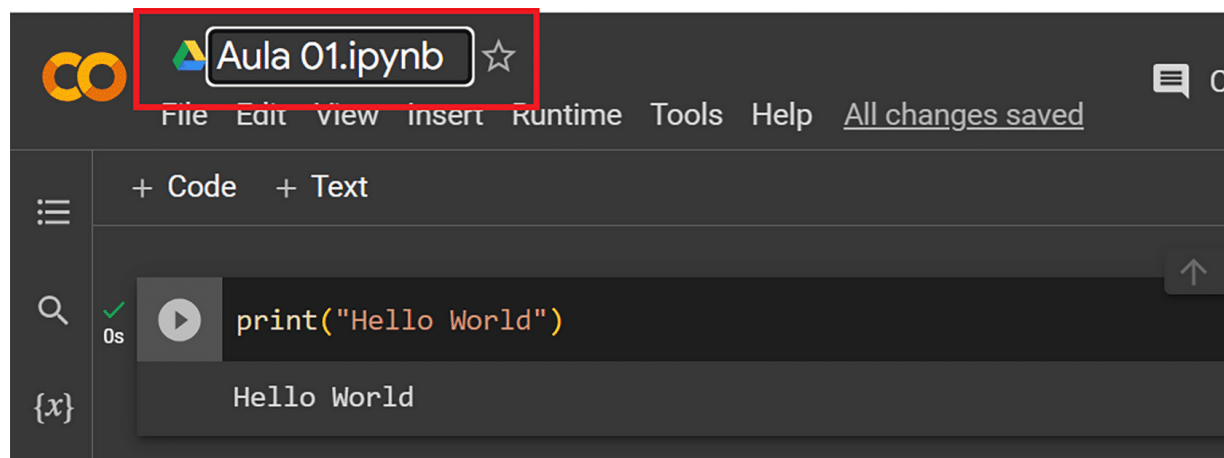 Aula 01.ipynb
File Edit View Insert Runtime Tools Help All changes saved
+ Code + Text
0s
print("Hello World")
Hello World
{x}